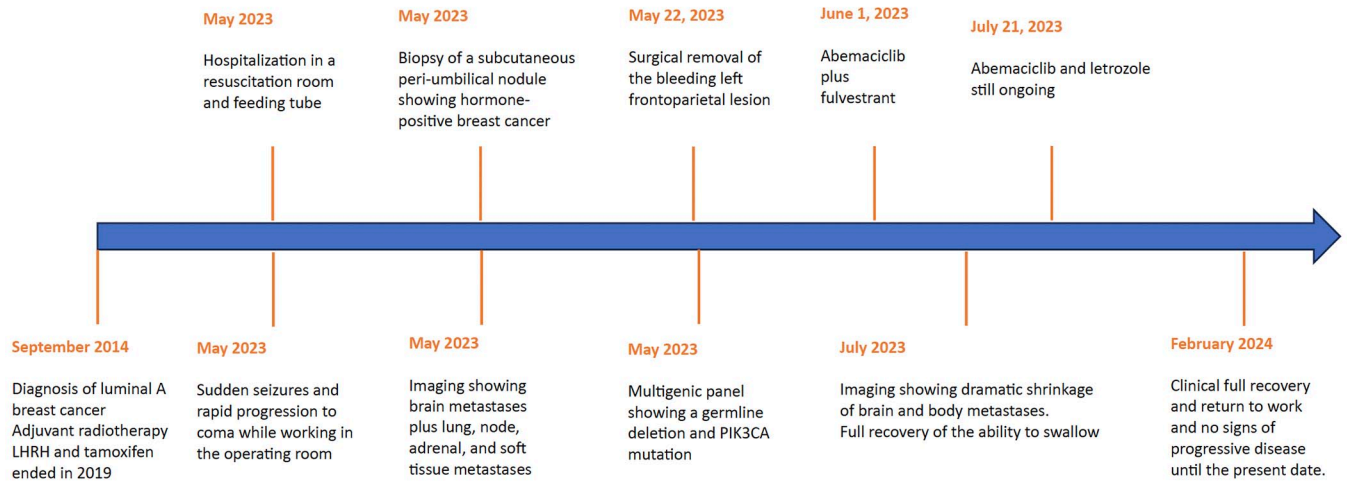 May 2023
Hospitalization in a
resuscitation room
and feeding tube
May 2023
Biopsy of a subcutaneous
peri-umbilical nodule
showing hormone-
positive breast cancer
May 22, 2023
Surgical removal of
the bleeding left
frontoparietal lesion
June 1, 2023
Abemaciclib
plus
fulvestrant
July 21, 2023
Abemaciclib and letrozole
still ongoing
September 2014
Diagnosis of luminal A
breast cancer
Adjuvant radiotherapy
LHRH and tamoxifen
ended in 2019
May 2023
Sudden seizures and
rapid progression to
coma while working in
the operating room
May 2023
Imaging showing
brain metastases
plus lung, node,
adrenal, and soft
tissue metastases
May 2023
Multigenic panel
showing a germline
deletion and PIK3CA
mutation
July 2023
Imaging showing dramatic shrinkage
of brain and body metastases.
Full recovery of the ability to swallow
February 2024
Clinical full recovery
and return to work
and no signs of
progressive disease
until the present date.